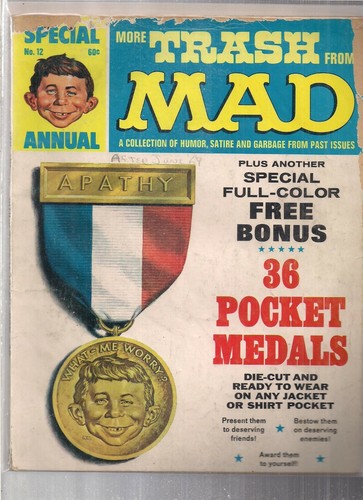 SPECIAL
No. 12 60¢
ANNUAL
MORE TRASH FROM
MAD
A COLLECTION OF HUMOR, SATIRE AND GARBAGE FROM PAST ISSUES
PLUS ANOTHER
SPECIAL
FULL-COLOR
FREE
BONUS
36
POCKET
MEDALS
DIE-CUT AND
READY TO WEAR
ON ANY JACKET
OR SHIRT POCKET
Present them
to deserving
friends!
Bestow them
on deserving
enemies!
Award them
to yourself!
APATHY
WHAT—ME WORRY?